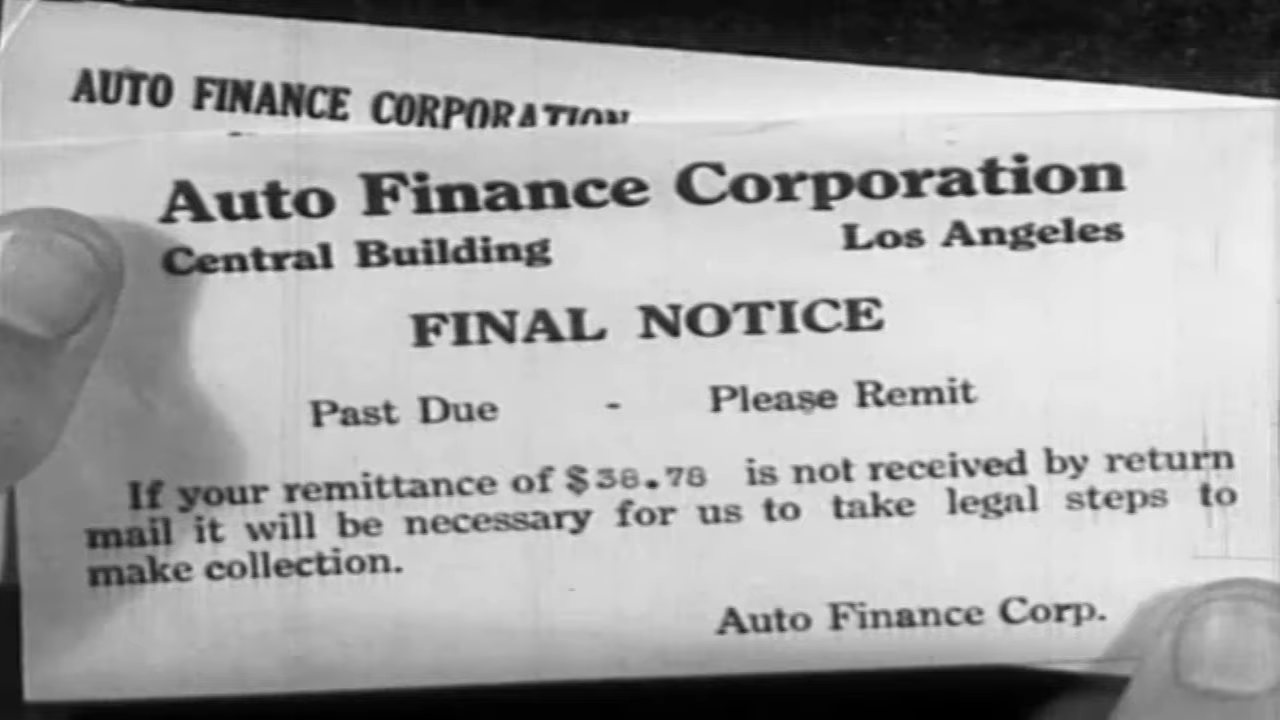 AUTO FINANCE CORPORATION
Auto Finance Corporation
Central Building Los Angeles
FINAL NOTICE
Past Due - Please Remit
If your remittance of $38.78 is not received by return
mail it will be necessary for us to take legal steps to
make collection.
Auto Finance Corp.